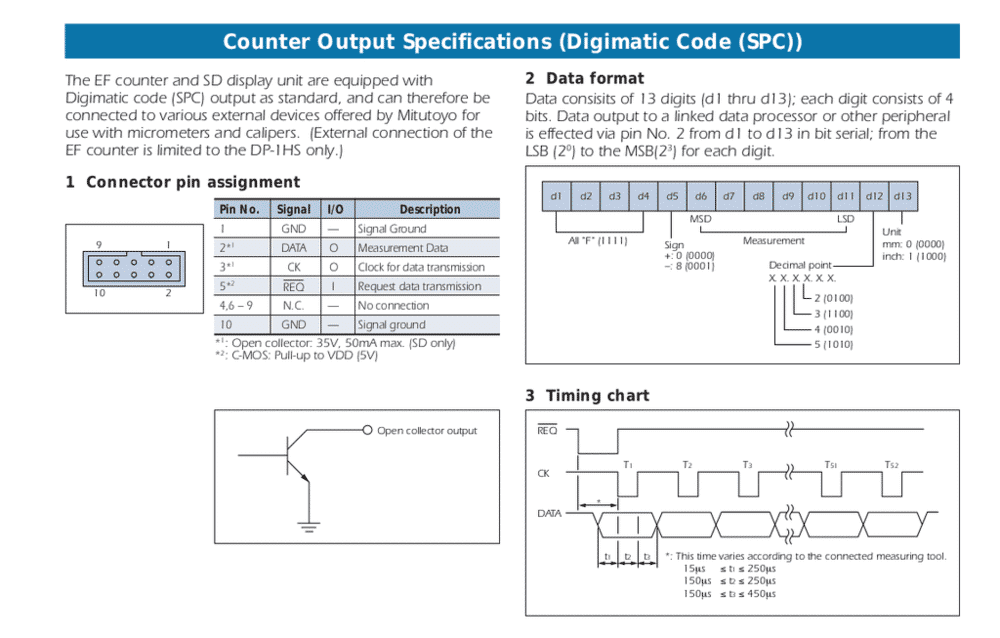 Counter Output Specifications (Digimatic Code (SPC))
The EF counter and SD display unit are equipped with
Digimatic code (SPC) output as standard, and can therefore be
connected to various external devices offered by Mitutoyo for
use with micrometers and calipers. (External connection of the
EF counter is limited to the DP-1HS only.)
1 Connector pin assignment
9 1
10 2
Pin No. Signal I/O Description
1 GND — Signal Ground
2*1 DATA O Measurement Data
3*1 CK O Clock for data transmission
5*2 REQ I Request data transmission
4,6 – 9 N.C. — No connection
10 GND — Signal ground
*1: Open collector: 35V, 50mA max. (SD only)
*2: C-MOS: Pull-up to VDD (5V)
Open collector output
2 Data format
Data consisits of 13 digits (d1 thru d13); each digit consists of 4
bits. Data output to a linked data processor or other peripheral
is effected via pin No. 2 from d1 to d13 in bit serial; from the
LSB (2⁰) to the MSB(2³) for each digit.
d1 d2 d3 d4 d5 d6 d7 d8 d9 d10 d11 d12 d13
MSD LSD
All "F" (1111)
Sign
+: 0 (0000)
–: 8 (0001)
Measurement
Unit
mm: 0 (0000)
inch: 1 (1000)
Decimal point
X. X. X. X. X. X.
2 (0100)
3 (1100)
4 (0010)
5 (1010)
3 Timing chart
REQ
CK T1 T2 T3 T51 T52
*
DATA
t1 t2 t3
*: This time varies according to the connected measuring tool.
15µs ≤ t1 ≤ 250µs
150µs ≤ t2 ≤ 250µs
150µs ≤ t3 ≤ 450µs